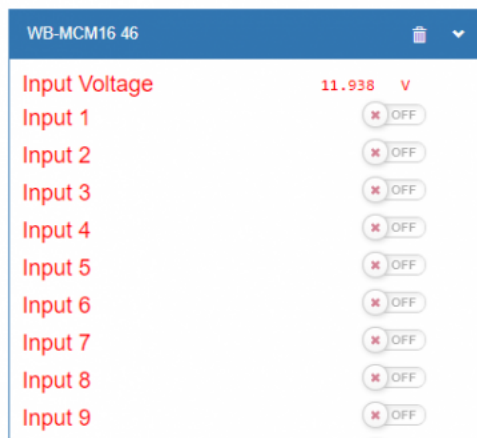 WB-MCM16 46
Input Voltage 11.938 V
Input 1 OFF
Input 2 OFF
Input 3 OFF
Input 4 OFF
Input 5 OFF
Input 6 OFF
Input 7 OFF
Input 8 OFF
Input 9 OFF